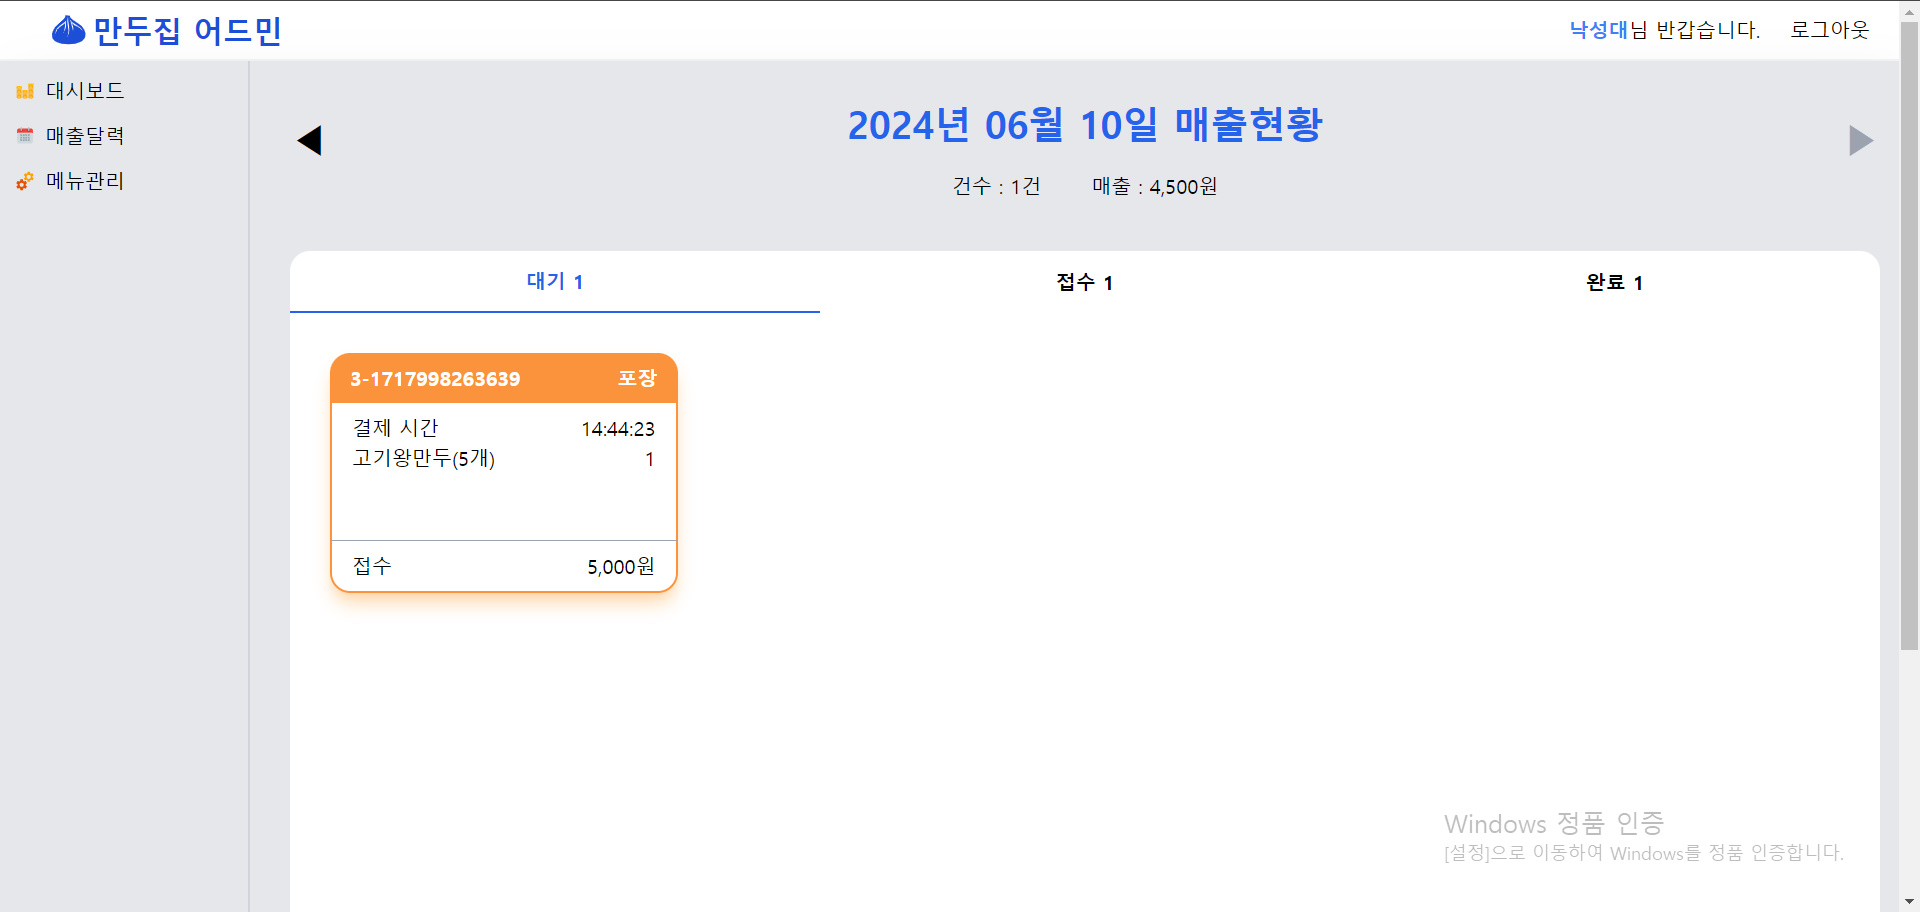 만두집 어드민
낙성대님 반갑습니다. 로그아웃
대시보드
매출달력
메뉴관리
2024년 06월 10일 매출현황
건수 : 1건 매출 : 4,500원
대기 1 접수 1 완료 1
3-1717998263639 포장
결제 시간 14:44:23
고기왕만두(5개) 1
접수 5,000원
Windows 정품 인증
[설정]으로 이동하여 Windows를 정품 인증합니다.